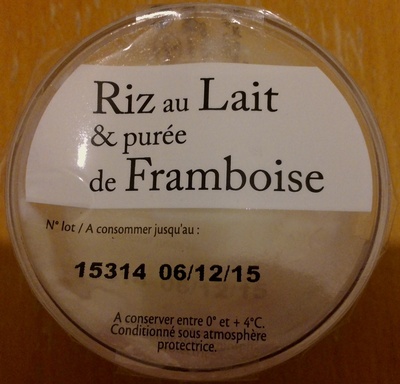 Riz au Lait
& purée
de Framboise
N° lot / A consommer jusqu'au :
15314 06/12/15
A conserver entre 0° et + 4°C.
Conditionné sous atmosphère
protectrice.